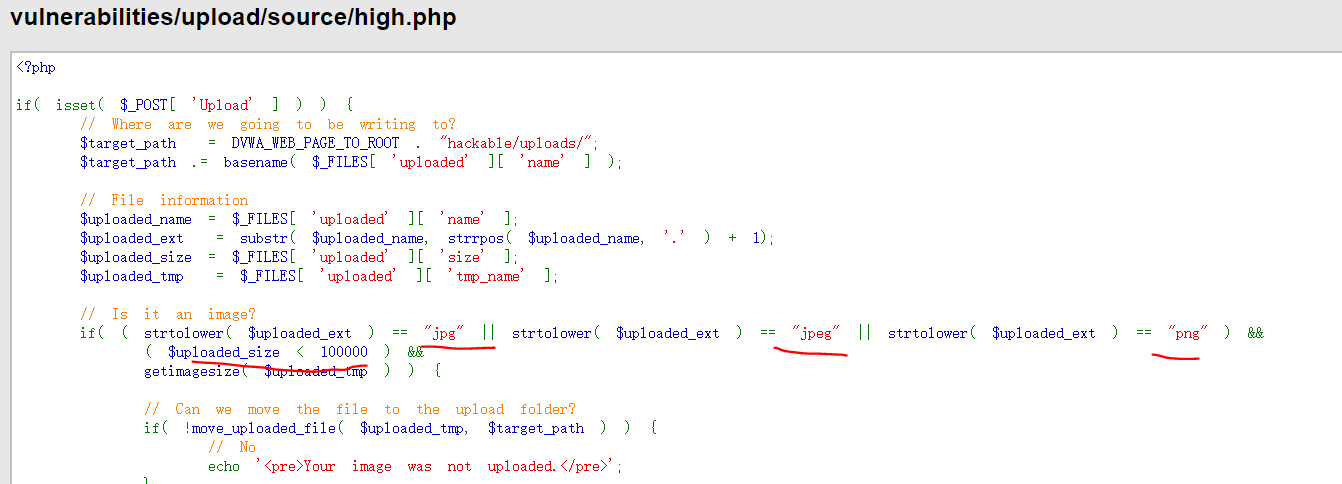 vulnerabilities/upload/source/high.php
<?php
if( isset( $_POST[ 'Upload' ] ) ) {
// Where are we going to be writing to?
$target_path = DVWA_WEB_PAGE_TO_ROOT . "hackable/uploads/";
$target_path .= basename( $_FILES[ 'uploaded' ][ 'name' ] );
// File information
$uploaded_name = $_FILES[ 'uploaded' ][ 'name' ];
$uploaded_ext = substr( $uploaded_name, strrpos( $uploaded_name, '.' ) + 1);
$uploaded_size = $_FILES[ 'uploaded' ][ 'size' ];
$uploaded_tmp = $_FILES[ 'uploaded' ][ 'tmp_name' ];
// Is it an image?
if( ( strtolower( $uploaded_ext ) == "jpg" || strtolower( $uploaded_ext ) == "jpeg" || strtolower( $uploaded_ext ) == "png" ) &&
( $uploaded_size < 100000 ) &&
getimagesize( $uploaded_tmp ) ) {
// Can we move the file to the upload folder?
if( !move_uploaded_file( $uploaded_tmp, $target_path ) ) {
// No
echo '<pre>Your image was not uploaded.</pre>';
}